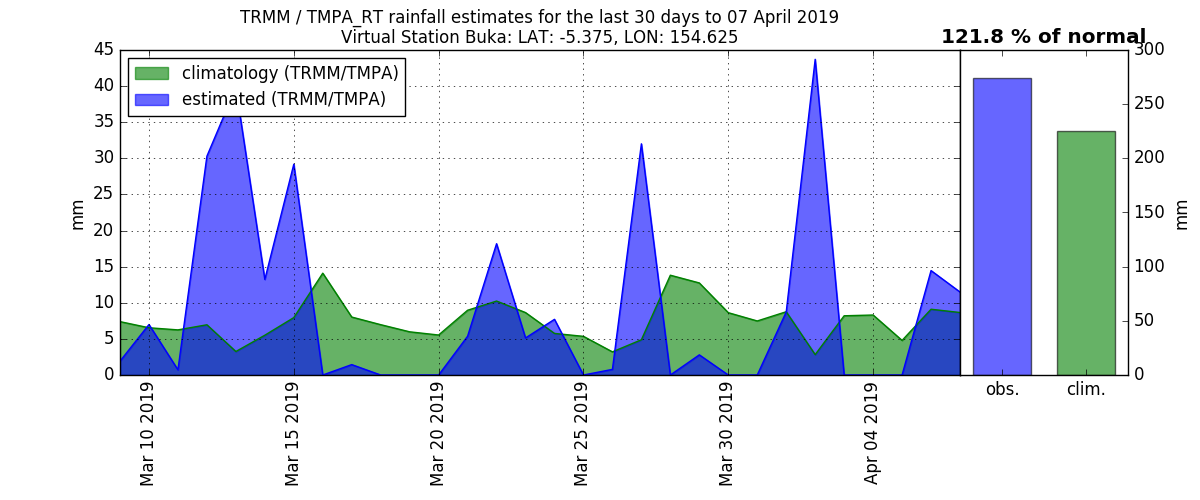 TRMM / TMPA_RT rainfall estimates for the last 30 days to 07 April 2019
Virtual Station Buka: LAT: -5.375, LON: 154.625
121.8 % of normal
climatology (TRMM/TMPA)
estimated (TRMM/TMPA)
45
40
35
30
25
20
15
10
5
0
mm
Mar 10 2019
Mar 15 2019
Mar 20 2019
Mar 25 2019
Mar 30 2019
Apr 04 2019
300
250
200
150
100
50
0
mm
obs.
clim.